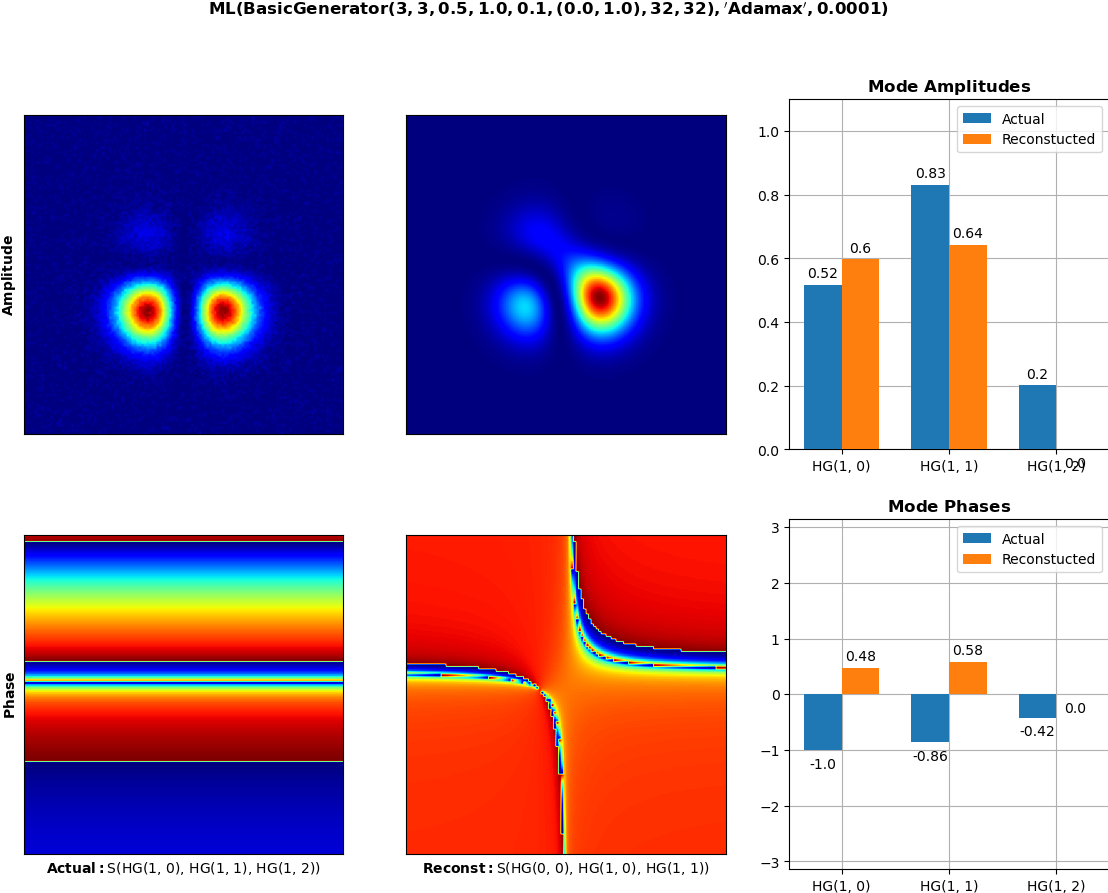 ML(BasicGenerator(3, 3, 0.5, 1.0, 0.1, (0.0, 1.0), 32, 32), ′Adamax′, 0.0001)
Amplitude
Mode Amplitudes
Actual
Reconstucted
1.0
0.8
0.6
0.4
0.2
0.0
0.52
0.6
0.83
0.64
0.2
0.0
HG(1, 0)
HG(1, 1)
HG(1, 2)
Phase
Actual: S(HG(1, 0), HG(1, 1), HG(1, 2))
Reconst: S(HG(0, 0), HG(1, 0), HG(1, 1))
Mode Phases
Actual
Reconstucted
3
2
1
0
−1
−2
−3
-1.0
0.48
-0.86
0.58
-0.42
0.0
HG(1, 0)
HG(1, 1)
HG(1, 2)